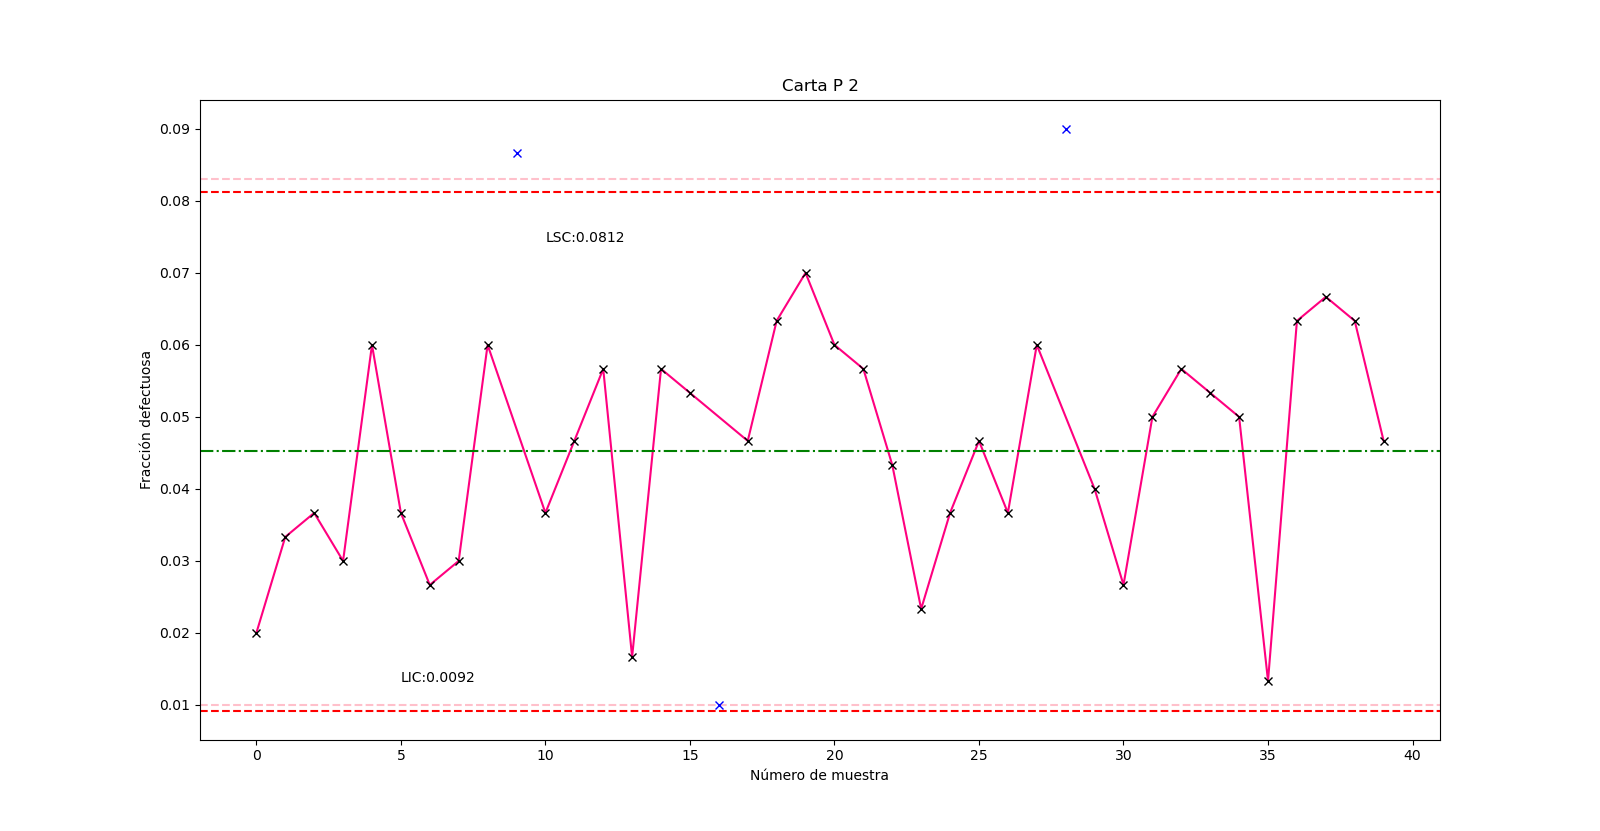 Carta P 2
Fracción defectuosa
0.09
0.08
0.07
0.06
0.05
0.04
0.03
0.02
0.01
LSC:0.0812
LIC:0.0092
0 5 10 15 20 25 30 35 40
Número de muestra